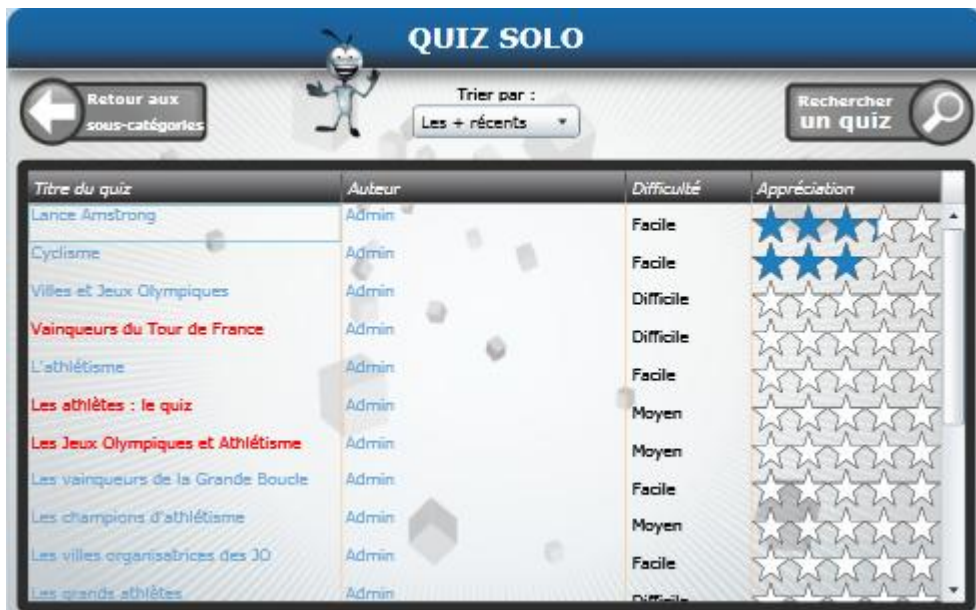 QUIZ SOLO
Retour aux
sous-catégories
Trier par :
Les + récents
Rechercher
un quiz
Titre du quiz Auteur Difficulté Appréciation
Lance Amstrong Admin Facile
Cyclisme Admin Facile
Villes et Jeux Olympiques Admin Difficile
Vainqueurs du Tour de France Admin Difficile
L'athlétisme Admin Facile
Les athlètes : le quiz Admin Moyen
Les Jeux Olympiques et Athlétisme Admin Moyen
Les vainqueurs de la Grande Boucle Admin Facile
Les champions d'athlétisme Admin Moyen
Les villes organisatrices des JO Admin Facile
Les grands athlètes Admin Difficile